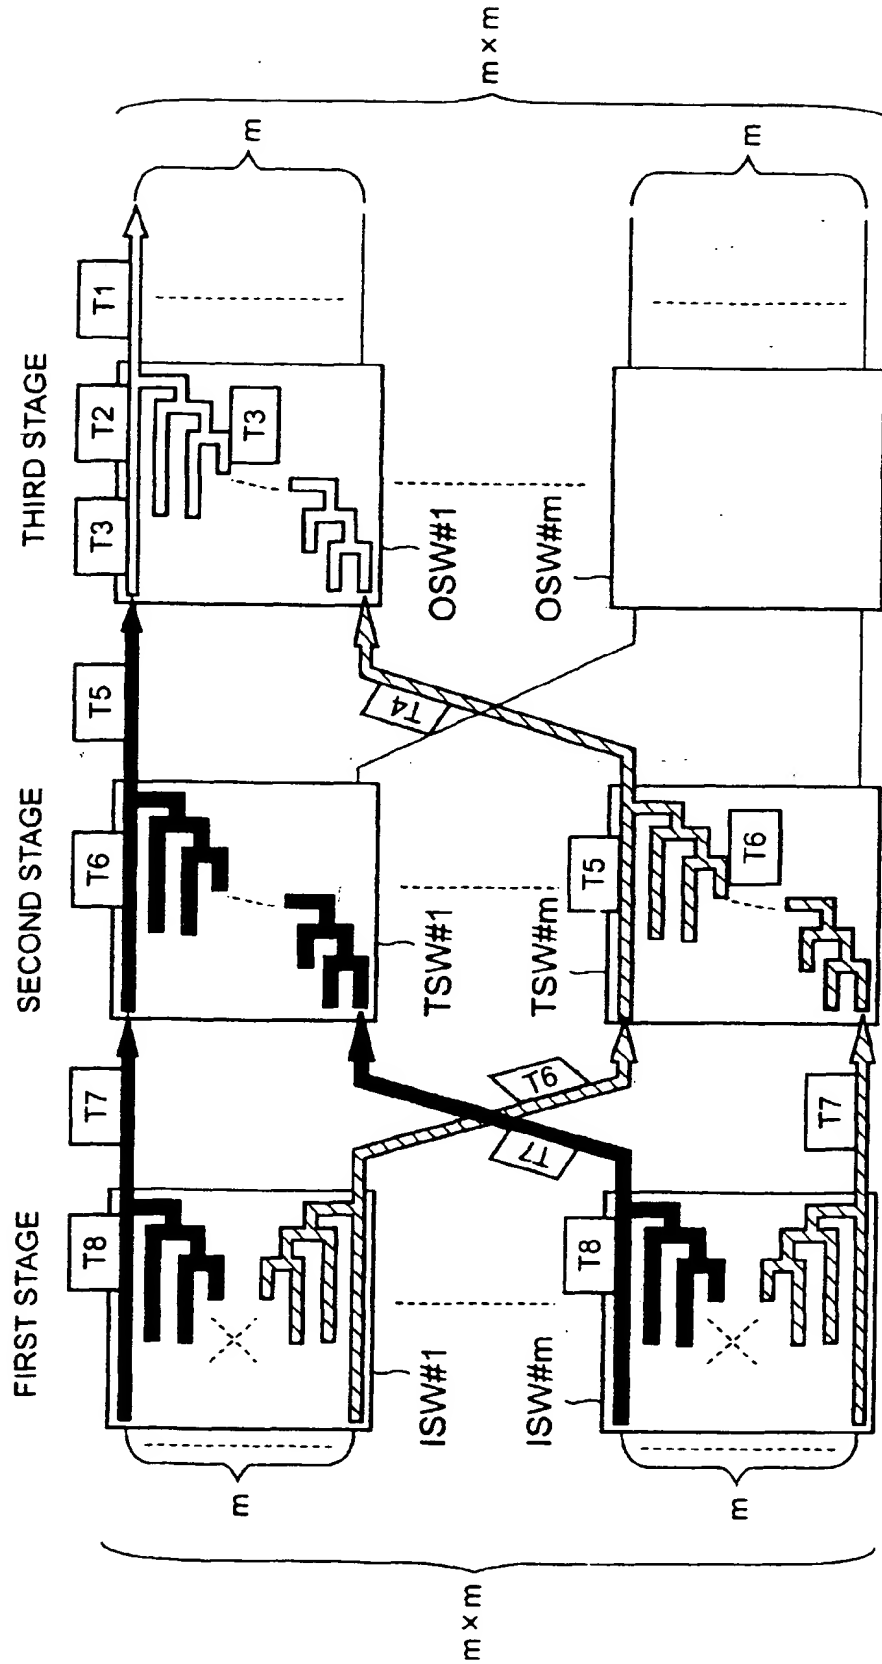 FIRST STAGE
SECOND STAGE
THIRD STAGE
T8
T7
T6
T5
T3
T2
T1
m
T3
m
m × m
ISW#1
TSW#1
OSW#1
m × m
T7
T6
T4
ISW#m
TSW#m
OSW#m
T8
T5
m
T7
T6
m